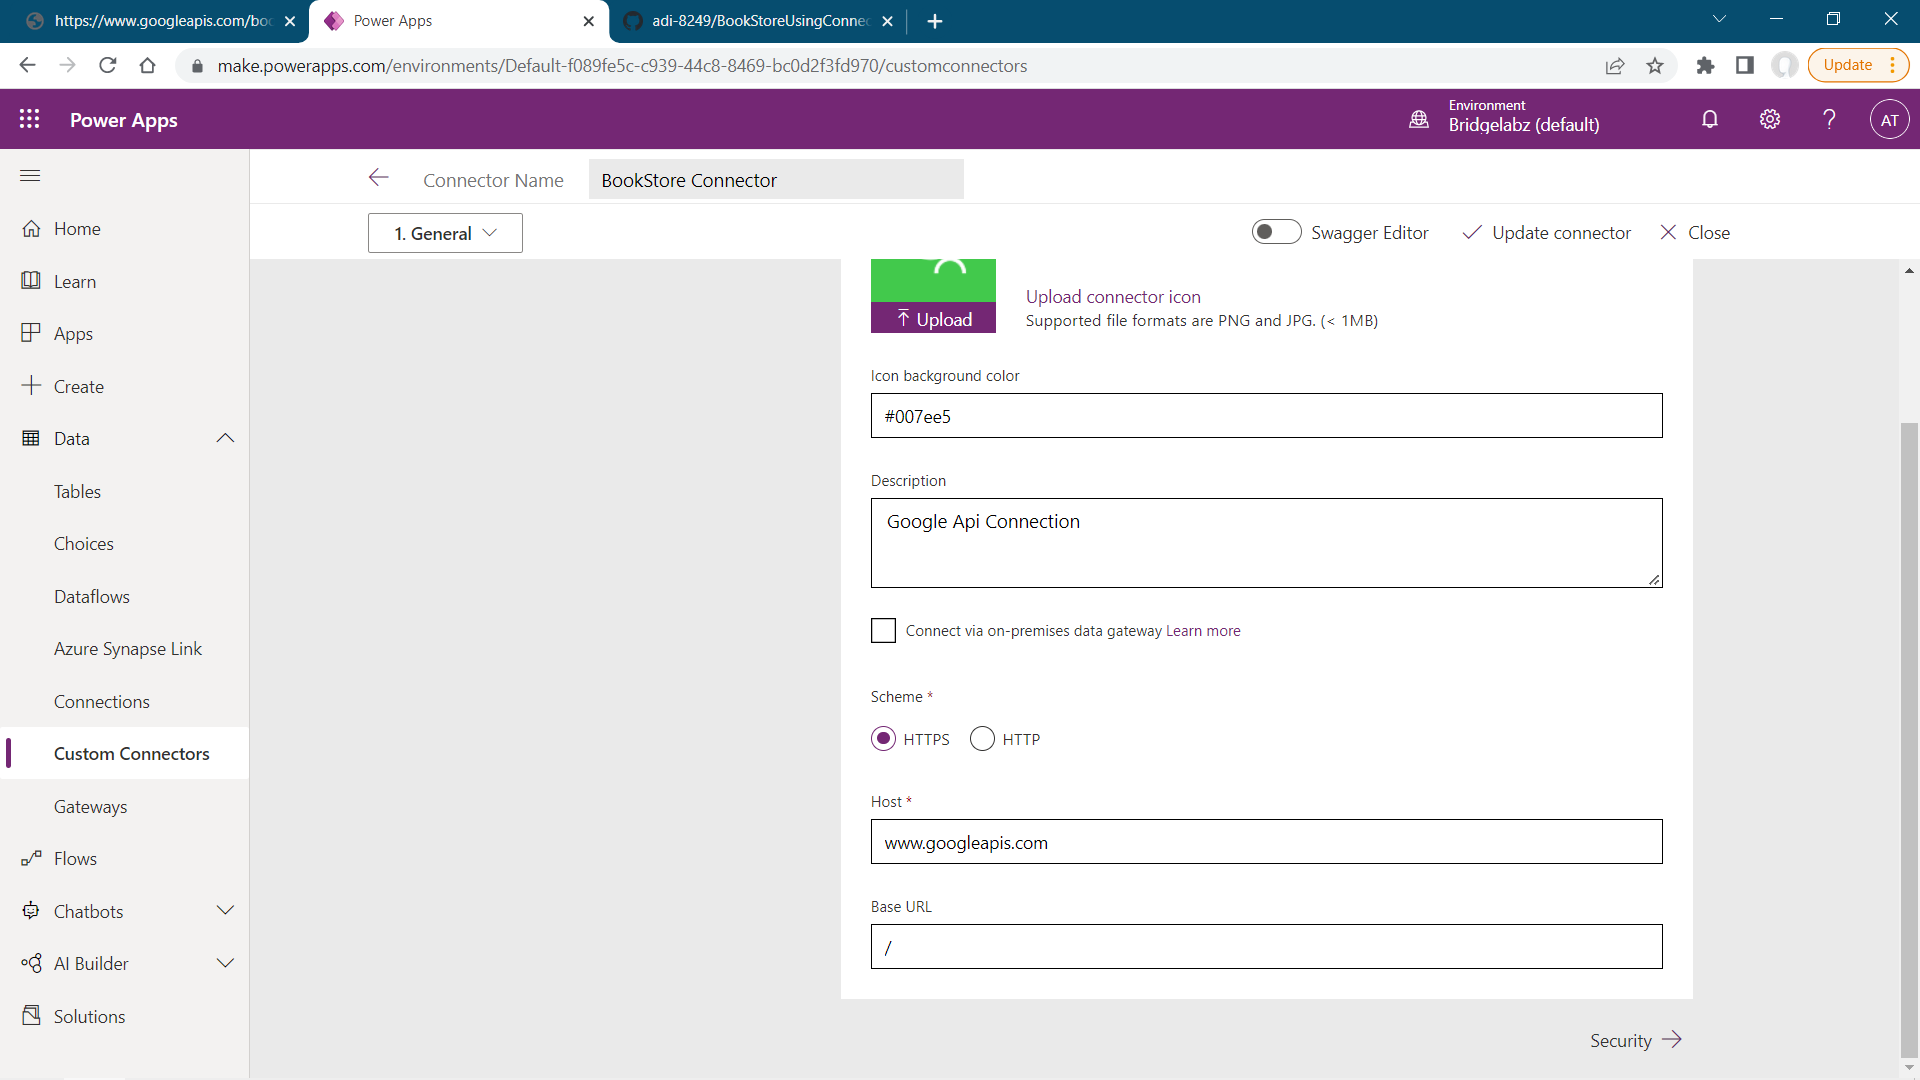 https://www.googleapis.com/boo
Power Apps
adi-8249/BookStoreUsingConnec
make.powerapps.com/environments/Default-f089fe5c-c939-44c8-8469-bc0d2f3fd970/customconnectors
Update
Power Apps
Environment
Bridgelabz (default)
AT
Connector Name
BookStore Connector
1. General
Swagger Editor
Update connector
Close
Home
Learn
Apps
Create
Data
Tables
Choices
Dataflows
Azure Synapse Link
Connections
Custom Connectors
Gateways
Flows
Chatbots
AI Builder
Solutions
Upload
Upload connector icon
Supported file formats are PNG and JPG. (< 1MB)
Icon background color
#007ee5
Description
Google Api Connection
Connect via on-premises data gateway Learn more
Scheme *
HTTPS
HTTP
Host *
www.googleapis.com
Base URL
/
Security